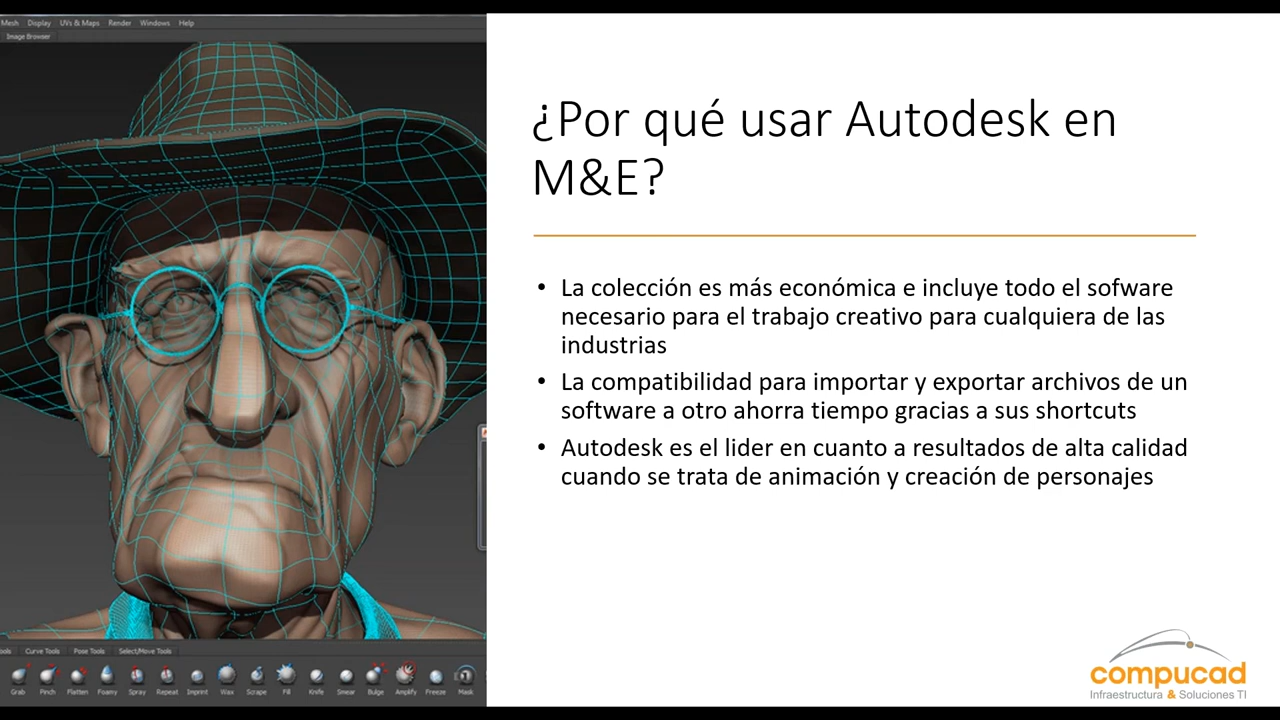 Mesh Display UVs & Maps Render Windows Help
Image Browser
¿Por qué usar Autodesk en
M&E?
• La colección es más económica e incluye todo el sofware
necesario para el trabajo creativo para cualquiera de las
industrias
• La compatibilidad para importar y exportar archivos de un
software a otro ahorra tiempo gracias a sus shortcuts
• Autodesk es el lider en cuanto a resultados de alta calidad
cuando se trata de animación y creación de personajes
ools Curve Tools Pose Tools Select/Move Tools
Grab Pinch Flatten Foamy Spray Repeat Imprint Wax Scrape Fill Knife Smear Bulge Amplify Freeze Mask
compucad
Infraestructura & Soluciones TI